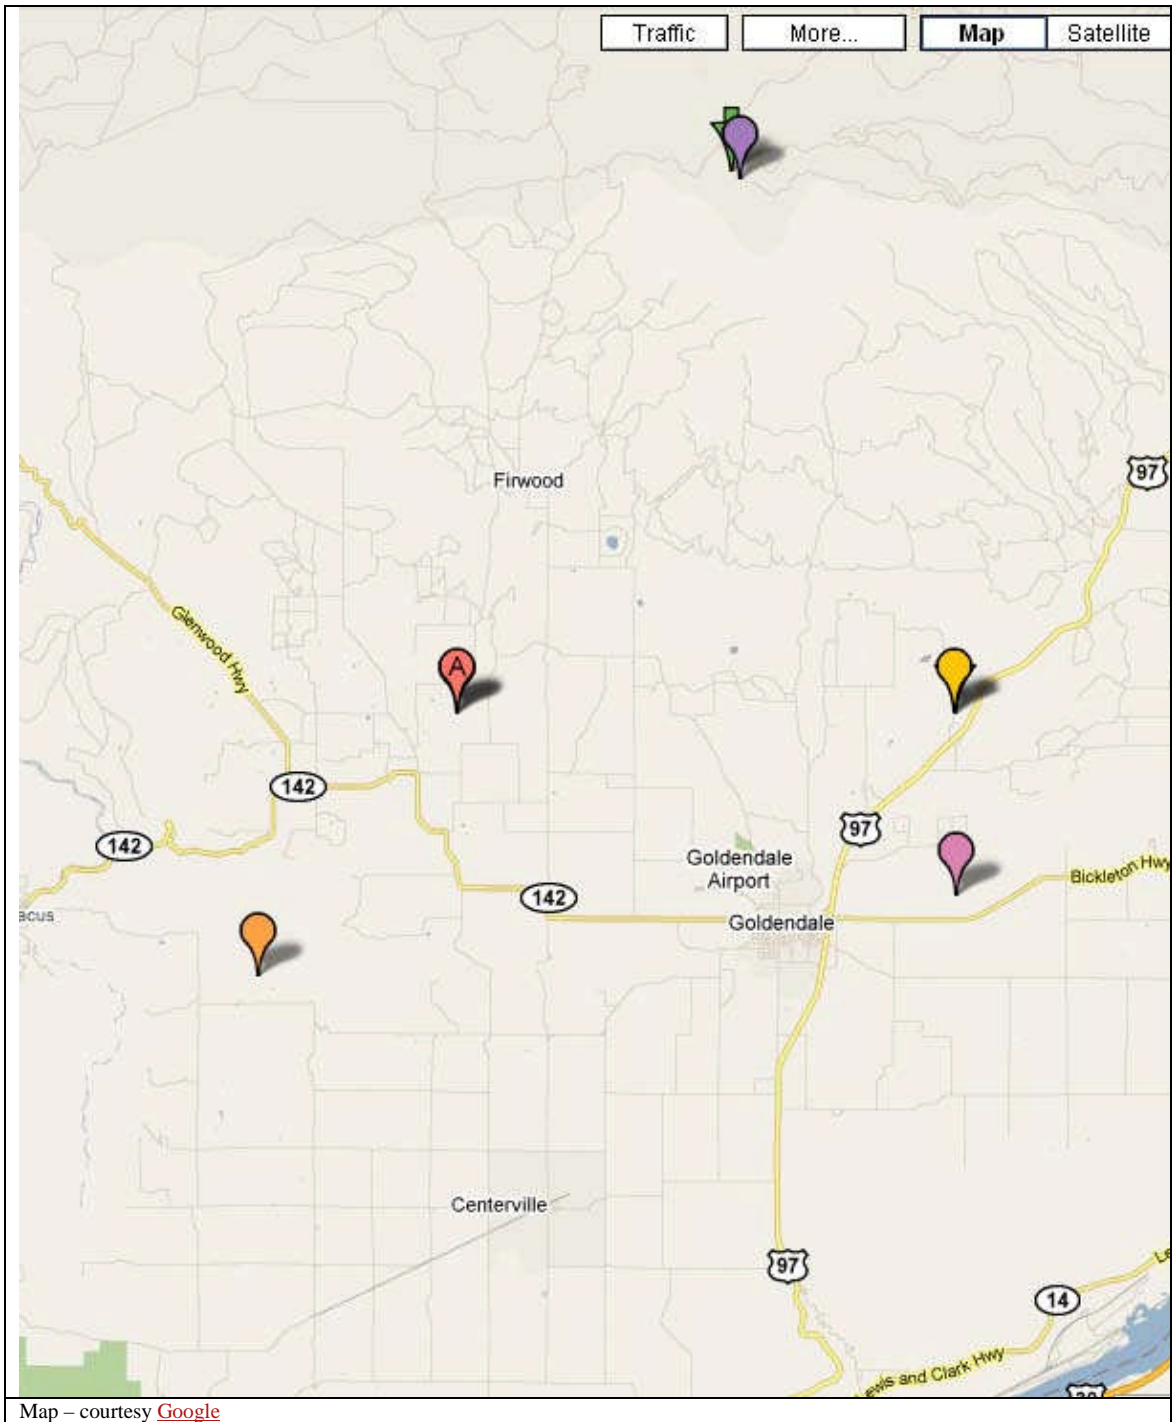 Traffic
More...
Map
Satellite
97
Firwood
Glenwood Hwy
A
142
142
97
Goldendale
Airport
Bickleton Hwy
142
acus
Goldendale
Centerville
97
14
Lewis and Clark Hwy
Map – courtesy Google